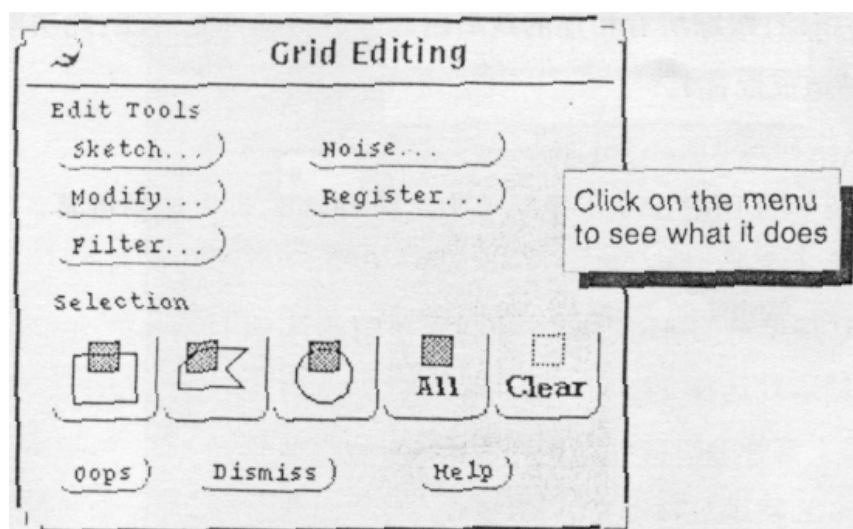 Grid Editing
Edit Tools
Sketch...
Noise...
Modify...
Register...
Filter...
Click on the menu
to see what it does
Selection
All
Clear
Oops
Dismiss
Help